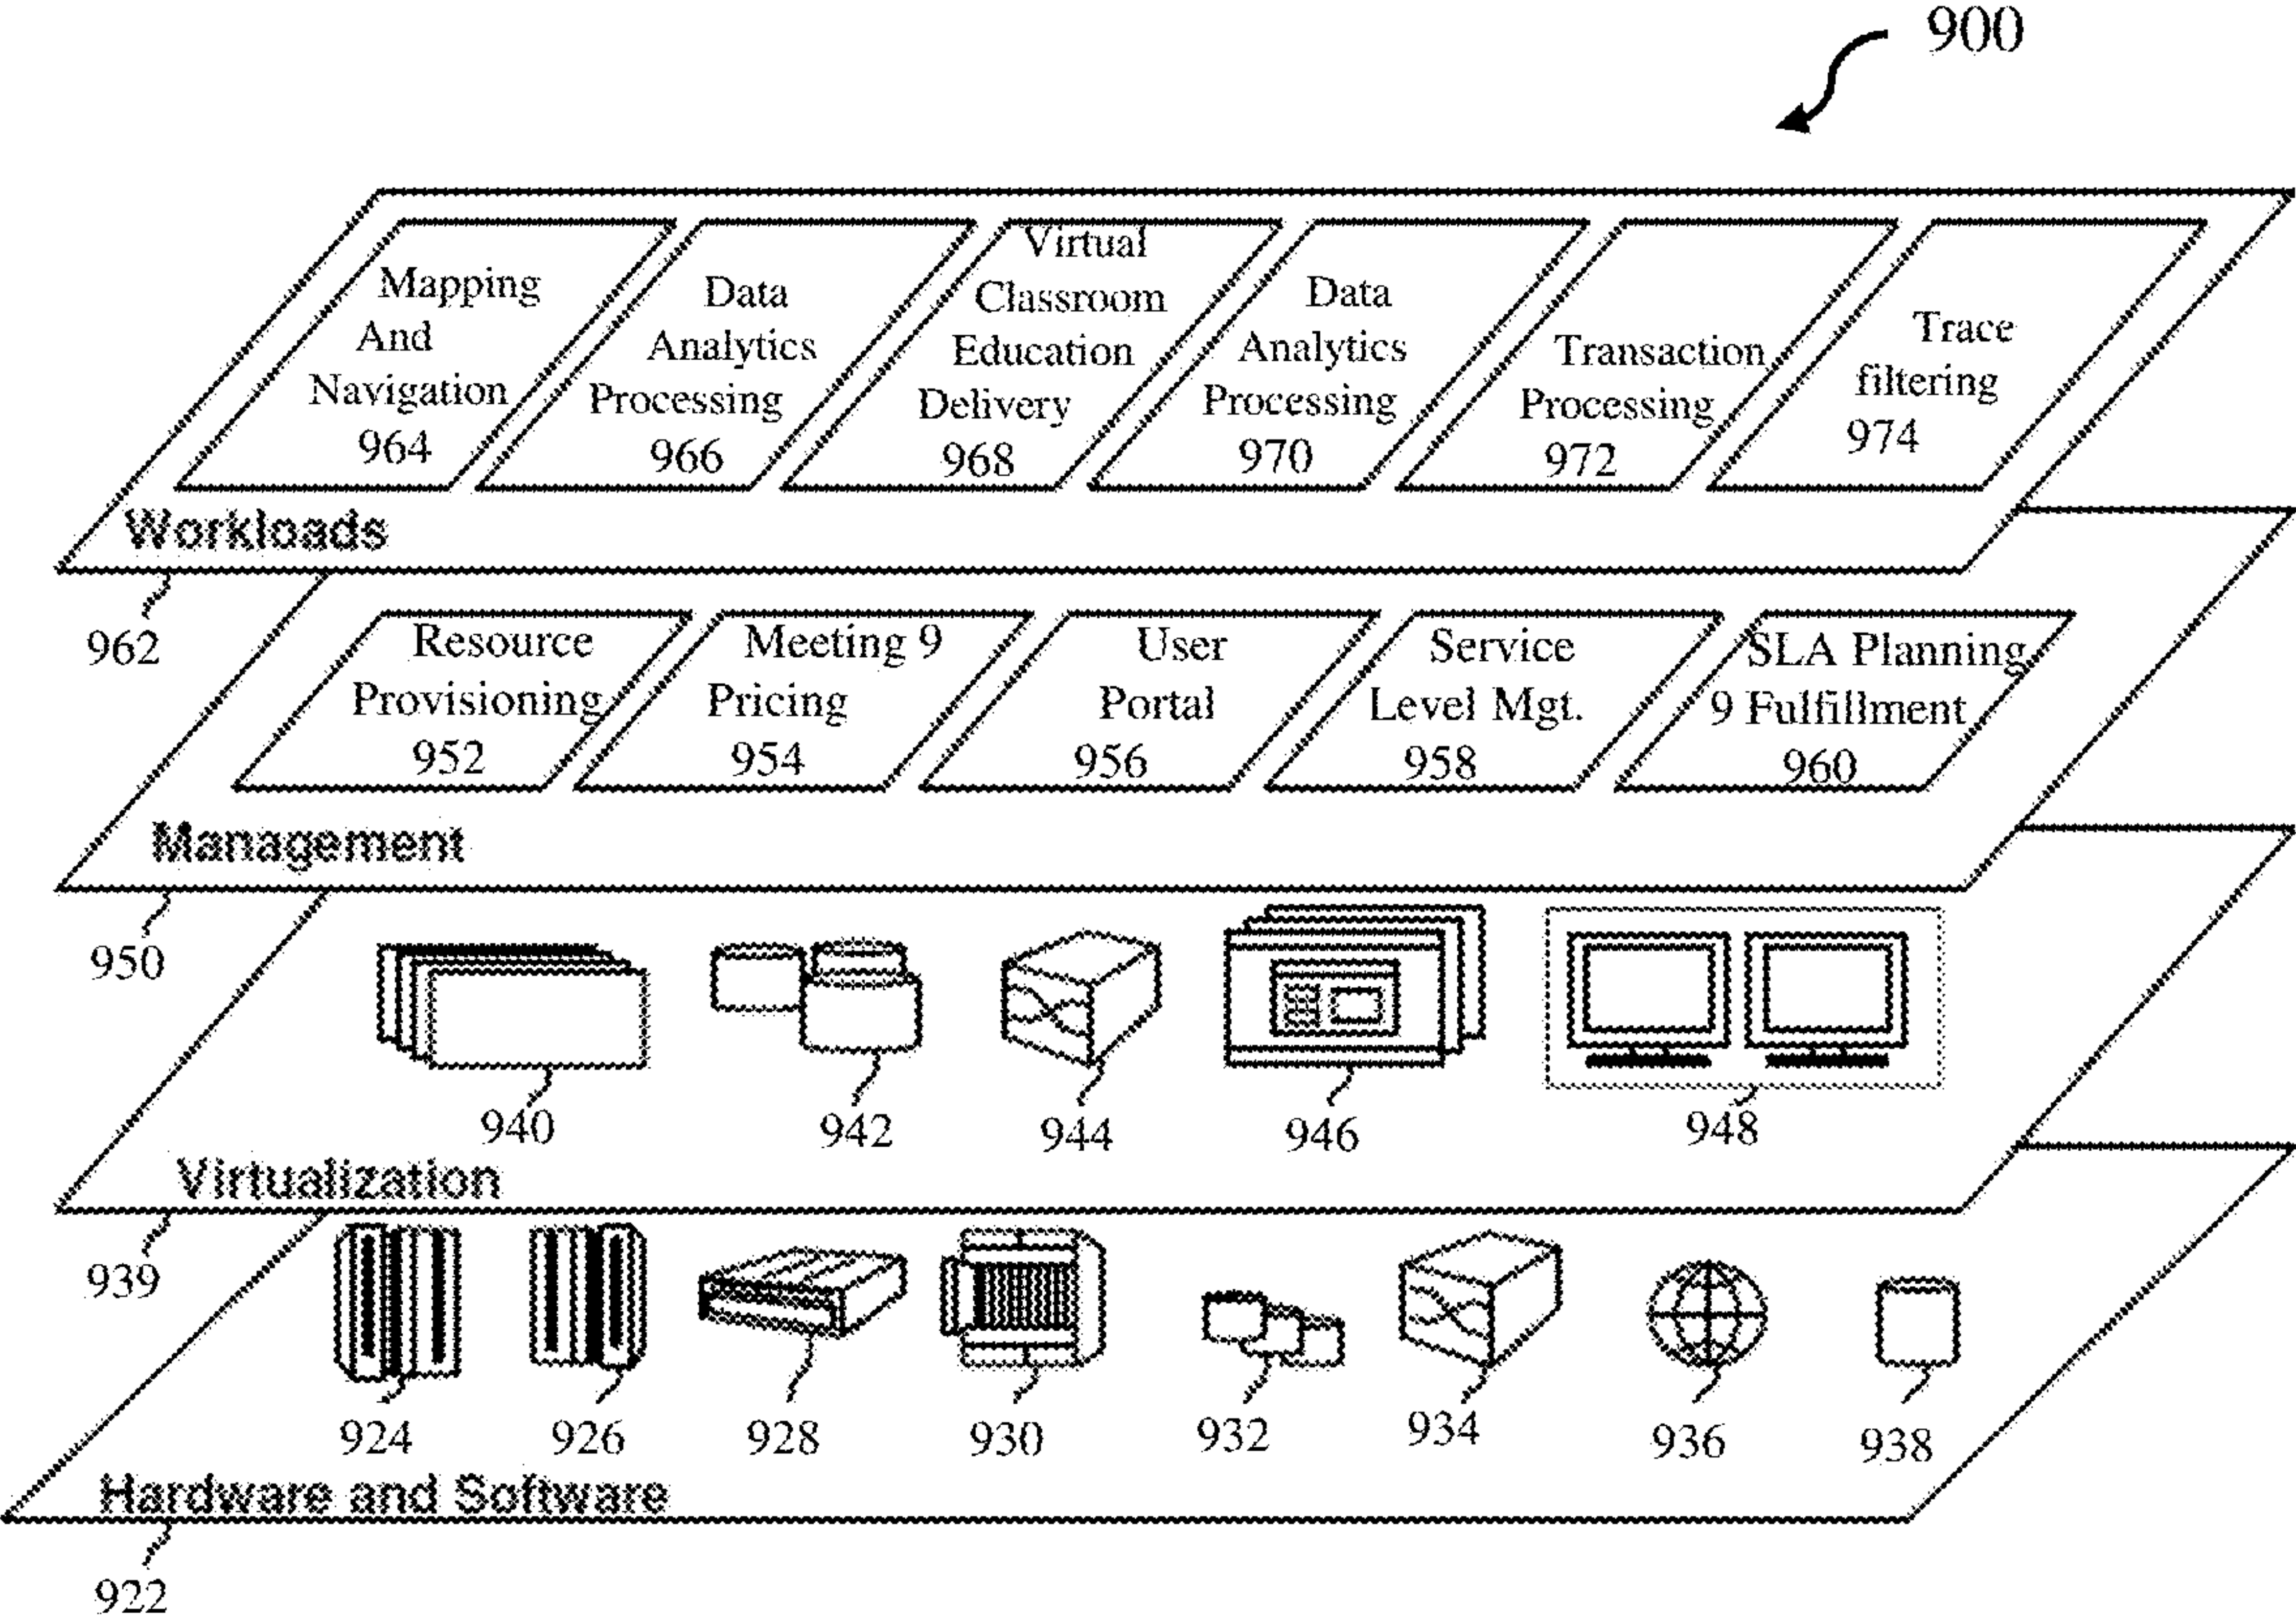 900
Mapping
And
Navigation
964
Data
Analytics
Processing
966
Virtual
Classroom
Education
Delivery
968
Data
Analytics
Processing
970
Transaction
Processing
972
Trace
filtering
974
Workloads
962
Resource
Provisioning
952
Meeting 9
Pricing
954
User
Portal
956
Service
Level Mgt.
958
SLA Planning
9 Fulfillment
960
Management
950
940
942
944
946
948
Virtualization
939
924
926
928
930
932
934
936
938
Hardware and Software
922